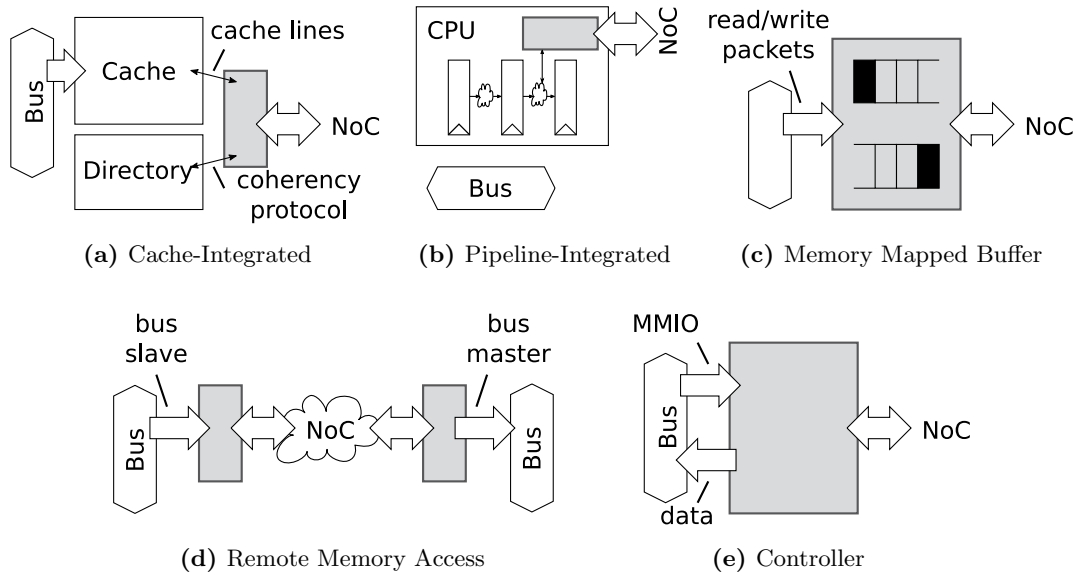 Bus
Cache
cache lines
NoC
Directory
coherency
protocol
(a) Cache-Integrated
CPU
NoC
Bus
(b) Pipeline-Integrated
read/write
packets
NoC
(c) Memory Mapped Buffer
bus
slave
Bus
NoC
bus
master
Bus
(d) Remote Memory Access
MMIO
Bus
NoC
data
(e) Controller